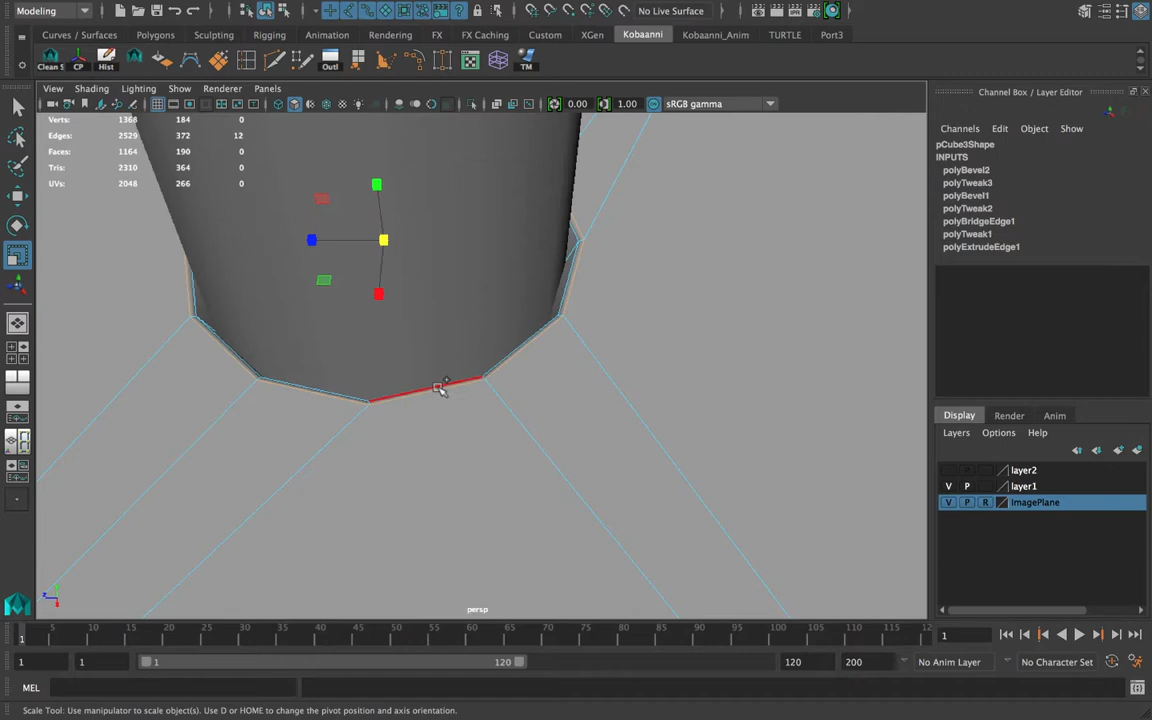 Modeling
No Live Surface
Curves / Surfaces Polygons Sculpting Rigging Animation Rendering FX FX Caching Custom XGen Kobaanni Kobaanni_Anim TURTLE Port3
Clean S CP Hist Outl TM
View Shading Lighting Show Renderer Panels
0.00 1.00 sRGB gamma
Verts: 1368 184 0
Edges: 2529 372 12
Faces: 1164 190 0
Tris: 2310 364 0
UVs: 2048 266 0
Channel Box / Layer Editor
Channels Edit Object Show
pCube3Shape
INPUTS
polyBevel2
polyTweak3
polyBevel1
polyTweak2
polyBridgeEdge1
polyTweak1
polyExtrudeEdge1
Display Render Anim
Layers Options Help
layer2
V P layer1
V P R ImagePlane
z
persp
1 5 10 15 20 25 30 35 40 45 50 55 60 65 70 75 80 85 90 95 100 105 110 115 12
1
1 1 1 120 120 200 No Anim Layer No Character Set
MEL
Scale Tool: Use manipulator to scale object(s). Use D or HOME to change the pivot position and axis orientation.